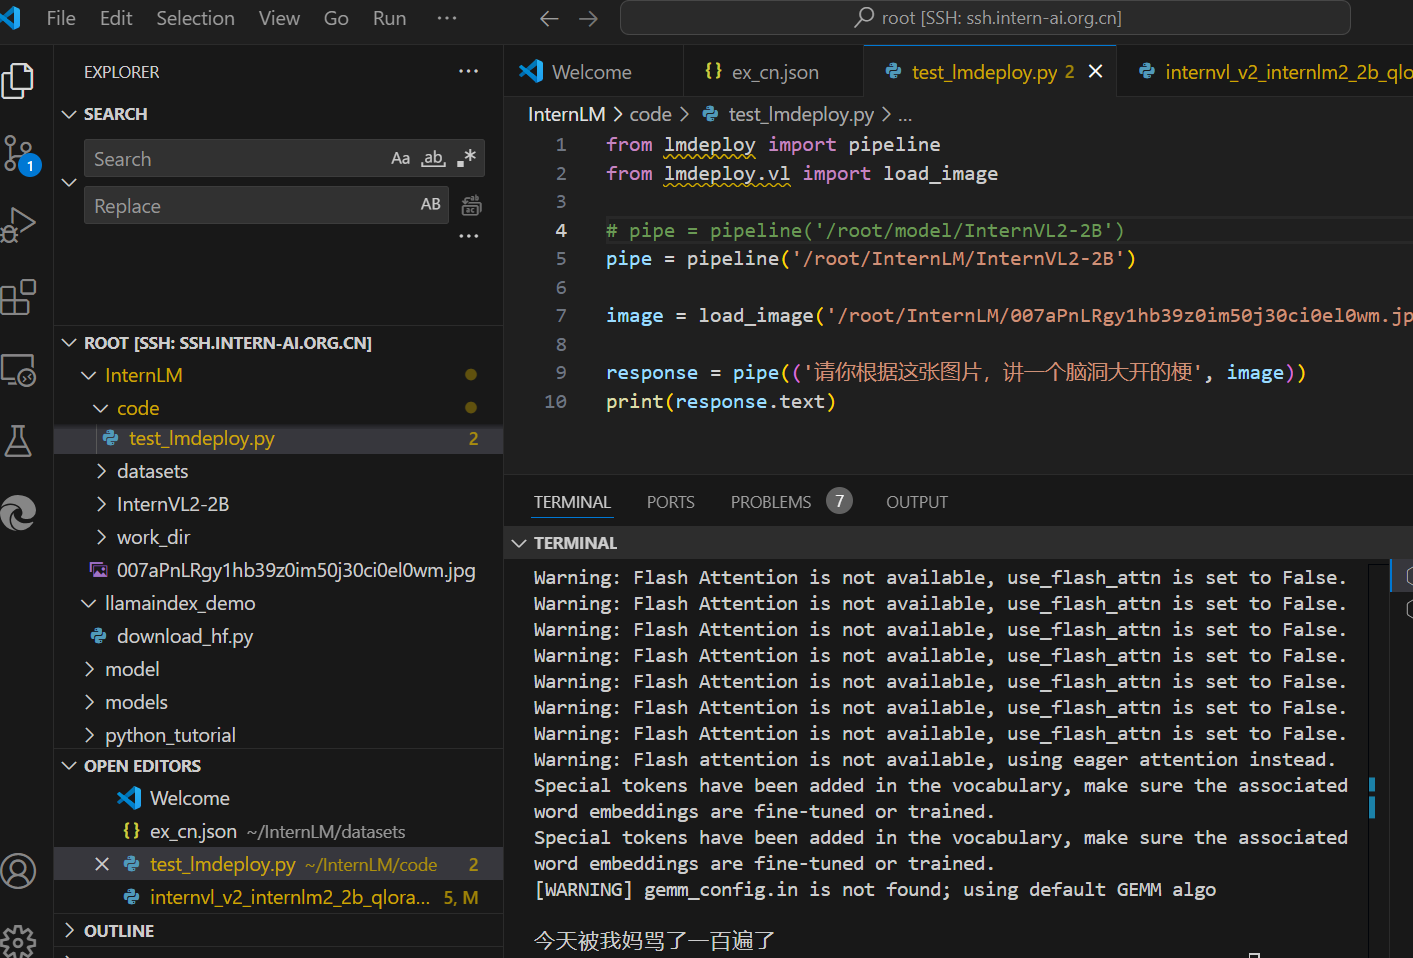 File Edit Selection View Go Run ···
root [SSH: ssh.intern-ai.org.cn]
EXPLORER ···
SEARCH
Search Aa ab
Replace AB
···
ROOT [SSH: SSH.INTERN-AI.ORG.CN]
InternLM
code
test_lmdeploy.py 2
datasets
InternVL2-2B
work_dir
007aPnLRgy1hb39z0im50j30ci0el0wm.jpg
llamaindex_demo
download_hf.py
model
models
python_tutorial
OPEN EDITORS
Welcome
ex_cn.json ~/InternLM/datasets
test_lmdeploy.py ~/InternLM/code 2
internvl_v2_internlm2_2b_qlora... 5, M
OUTLINE
1
Welcome
{} ex_cn.json
test_lmdeploy.py 2
internvl_v2_internlm2_2b_qlo
InternLM > code > test_lmdeploy.py > ...
1 from lmdeploy import pipeline
2 from lmdeploy.vl import load_image
3
4 # pipe = pipeline('/root/model/InternVL2-2B')
5 pipe = pipeline('/root/InternLM/InternVL2-2B')
6
7 image = load_image('/root/InternLM/007aPnLRgy1hb39z0im50j30ci0el0wm.jp
8
9 response = pipe(('请你根据这张图片，讲一个脑洞大开的梗', image))
10 print(response.text)
TERMINAL PORTS PROBLEMS 7 OUTPUT
TERMINAL
Warning: Flash Attention is not available, use_flash_attn is set to False.
Warning: Flash Attention is not available, use_flash_attn is set to False.
Warning: Flash Attention is not available, use_flash_attn is set to False.
Warning: Flash Attention is not available, use_flash_attn is set to False.
Warning: Flash Attention is not available, use_flash_attn is set to False.
Warning: Flash Attention is not available, use_flash_attn is set to False.
Warning: Flash Attention is not available, use_flash_attn is set to False.
Warning: Flash attention is not available, using eager attention instead.
Special tokens have been added in the vocabulary, make sure the associated
word embeddings are fine-tuned or trained.
Special tokens have been added in the vocabulary, make sure the associated
word embeddings are fine-tuned or trained.
[WARNING] gemm_config.in is not found; using default GEMM algo
今天被我妈骂了一百遍了